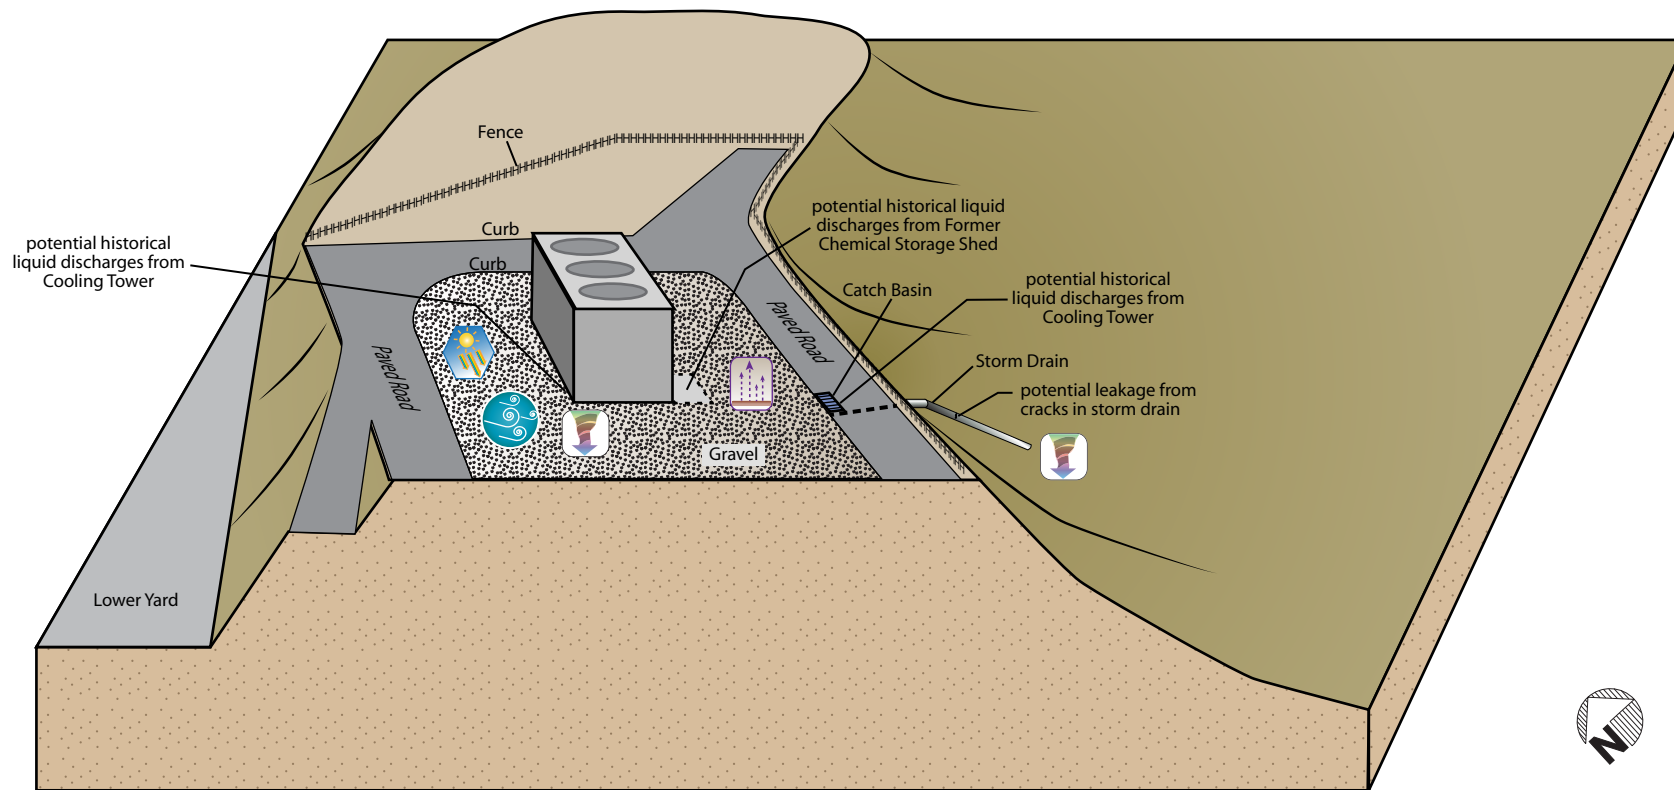 Fence
Curb
Curb
potential historical
liquid discharges from
Cooling Tower
potential historical liquid
discharges from Former
Chemical Storage Shed
potential historical
liquid discharges from
Cooling Tower
Catch Basin
Paved Road
Paved Road
Storm Drain
potential leakage from
cracks in storm drain
Gravel
Lower Yard
N